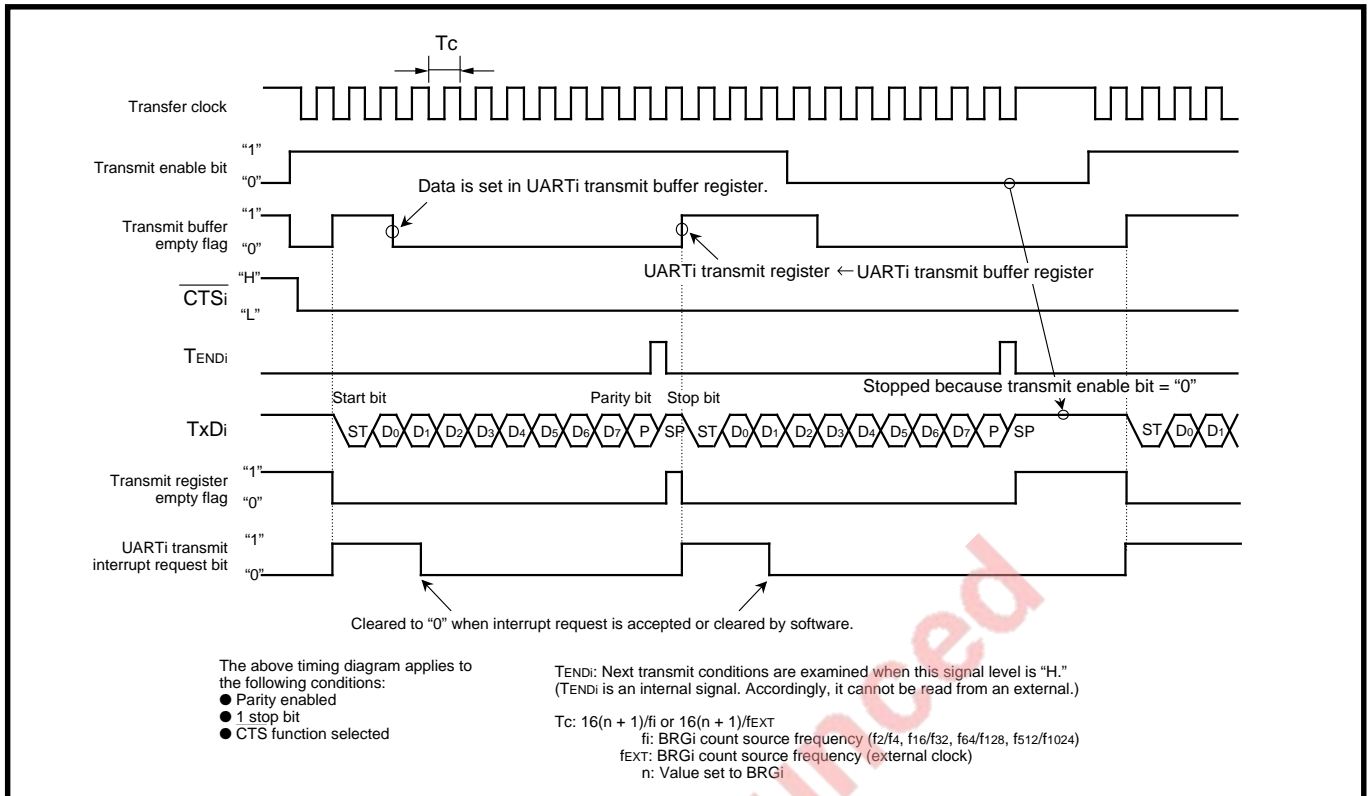 Tc
Transfer clock
Transmit enable bit
“1”
“0”
Data is set in UARTi transmit buffer register.
Transmit buffer
empty flag
“1”
“0”
UARTi transmit register ←UARTi transmit buffer register
CTSi
“H”
“L”
TENDi
Stopped because transmit enable bit = “0”
Start bit
Parity bit
Stop bit
TxDi
ST D0 D1 D2 D3 D4 D5 D6 D7 P SP ST D0 D1 D2 D3 D4 D5 D6 D7 P SP ST D0 D1
Transmit register
empty flag
“1”
“0”
UARTi transmit
interrupt request bit
“1”
“0”
Cleared to “0” when interrupt request is accepted or cleared by software.
The above timing diagram applies to
the following conditions:
● Parity enabled
● 1 stop bit
● CTS function selected
TENDi: Next transmit conditions are examined when this signal level is “H.”
(TENDi is an internal signal. Accordingly, it cannot be read from an external.)
Tc: 16(n + 1)/fi or 16(n + 1)/fEXT
fi: BRGi count source frequency (f2/f4, f16/f32, f64/f128, f512/f1024)
fEXT: BRGi count source frequency (external clock)
n: Value set to BRGi